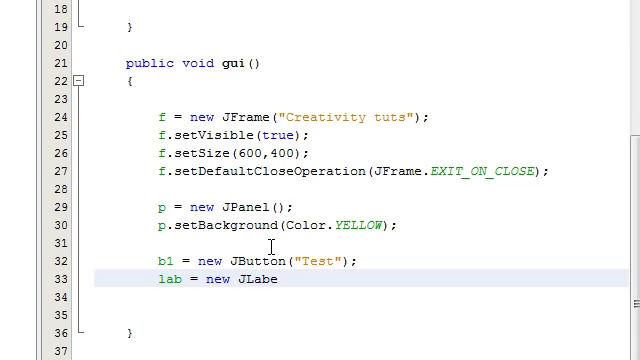 18
19 }
20
21 public void gui()
22 {
23
24 f = new JFrame("Creativity tuts");
25 f.setVisible(true);
26 f.setSize(600,400);
27 f.setDefaultCloseOperation(JFrame.EXIT_ON_CLOSE);
28
29 p = new JPanel();
30 p.setBackground(Color.YELLOW);
31
32 b1 = new JButton("Test");
33 lab = new JLabe
34
35
36 }
37